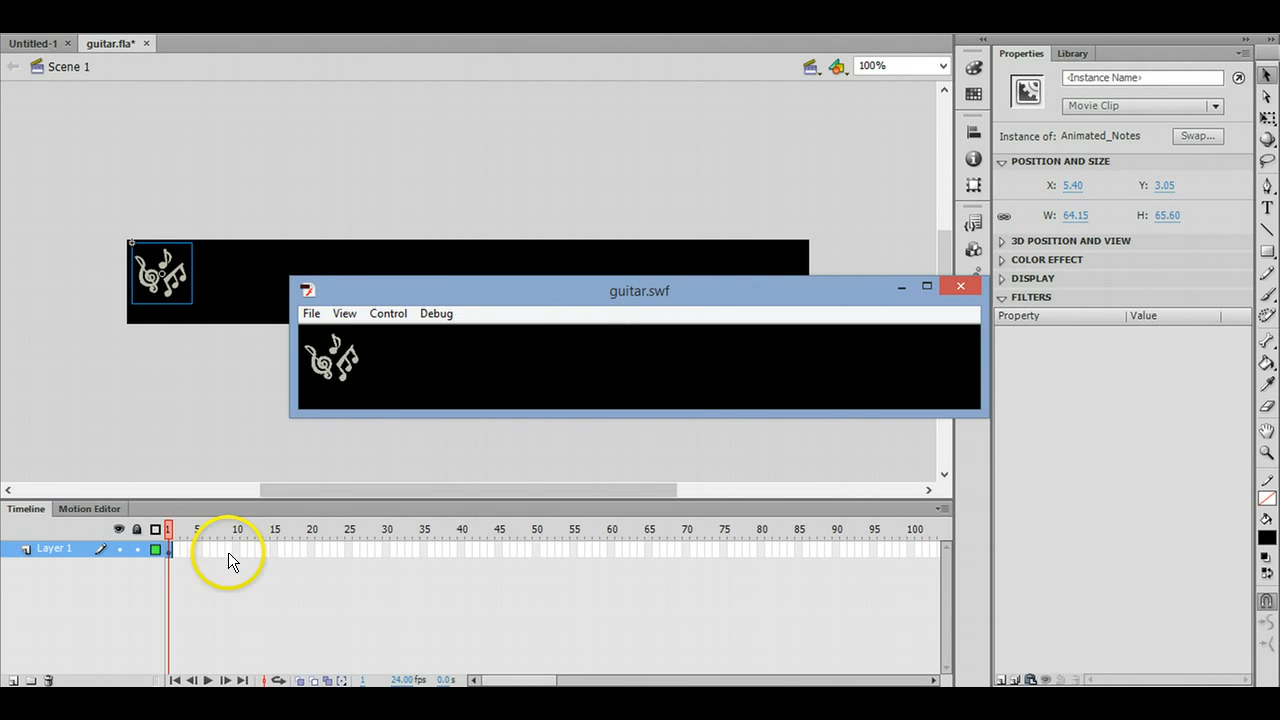 Untitled-1 × guitar.fla* ×
Scene 1
100%
Properties Library
‹Instance Name›
Movie Clip
Instance of: Animated_Notes Swap...
POSITION AND SIZE
X: 5.40 Y: 3.05
W: 64.15 H: 65.60
3D POSITION AND VIEW
COLOR EFFECT
DISPLAY
FILTERS
Property Value
guitar.swf
File View Control Debug
Timeline Motion Editor
1 5 10 15 20 25 30 35 40 45 50 55 60 65 70 75 80 85 90 95 100
Layer 1
1 24.00 fps 0.0 s